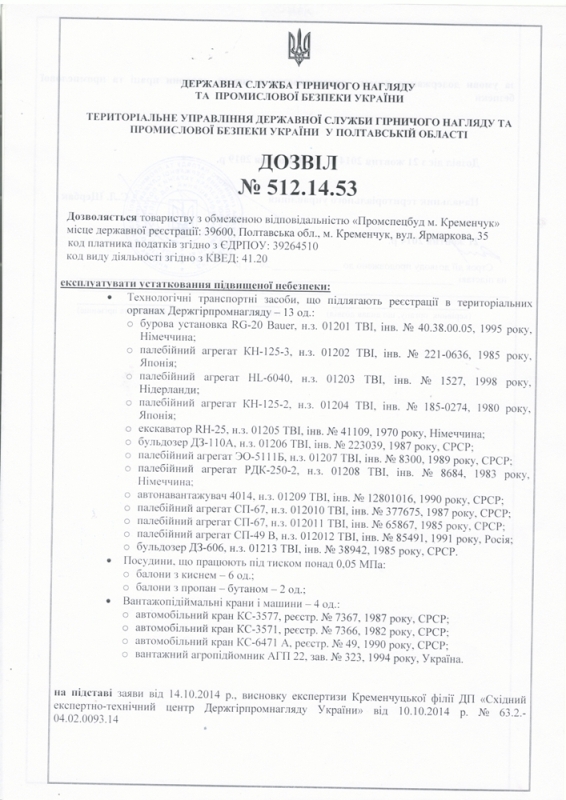 ДЕРЖАВНА СЛУЖБА ГІРНИЧОГО НАГЛЯДУ
ТА ПРОМИСЛОВОЇ БЕЗПЕКИ УКРАЇНИ
ТЕРИТОРІАЛЬНЕ УПРАВЛІННЯ ДЕРЖАВНОЇ СЛУЖБИ ГІРНИЧОГО НАГЛЯДУ ТА
ПРОМИСЛОВОЇ БЕЗПЕКИ УКРАЇНИ У ПОЛТАВСЬКІЙ ОБЛАСТІ
ДОЗВІЛ
№ 512.14.53
Дозволяється товариству з обмеженою відповідальністю «Промспецбуд м. Кременчук»
місце державної реєстрації: 39600, Полтавська обл., м. Кременчук, вул. Ярмаркова, 35
код платника податків згідно з ЄДРПОУ: 39264510
код виду діяльності згідно з КВЕД: 41.20
експлуатувати устатковання підвищеної небезпеки:
• Технологічні транспортні засоби, що підлягають реєстрації в територіальних
органах Держгірпромнагляду – 13 од.:
○ бурова установка RG-20 Bauer, н.з. 01201 ТВІ, інв. № 40.38.00.05, 1995 року,
Німеччина;
○ палебійний агрегат КН-125-3, н.з. 01202 ТВІ, інв. № 221-0636, 1985 року,
Японія;
○ палебійний агрегат HL-6040, н.з. 01203 ТВІ, інв. № 1527, 1998 року,
Нідерланди;
○ палебійний агрегат КН-125-2, н.з. 01204 ТВІ, інв. № 185-0274, 1980 року,
Японія;
○ екскаватор RH-25, н.з. 01205 ТВІ, інв. № 41109, 1970 року, Німеччина;
○ бульдозер ДЗ-110А, н.з. 01206 ТВІ, інв. № 223039, 1987 року, СРСР;
○ палебійний агрегат ЭО-5111Б, н.з. 01207 ТВІ, інв. № 8300, 1989 року, СРСР;
○ палебійний агрегат РДК-250-2, н.з. 01208 ТВІ, інв. № 8684, 1983 року,
Німеччина;
○ автонавантажувач 4014, н.з. 01209 ТВІ, інв. № 12801016, 1990 року, СРСР;
○ палебійний агрегат СП-67, н.з. 012010 ТВІ, інв. № 377675, 1987 року, СРСР;
○ палебійний агрегат СП-67, н.з. 012011 ТВІ, інв. № 65867, 1985 року, СРСР;
○ палебійний агрегат СП-49 В, н.з. 012012 ТВІ, інв. № 85491, 1991 року, Росія;
○ бульдозер ДЗ-606, н.з. 01213 ТВІ, інв. № 38942, 1985 року, СРСР.
• Посудини, що працюють під тиском понад 0,05 МПа:
○ балони з киснем – 6 од.;
○ балони з пропан – бутаном – 2 од.;
• Вантажопідіймальні крани і машини – 4 од.:
○ автомобільний кран КС-3577, реєстр. № 7367, 1987 року, СРСР;
○ автомобільний кран КС-3571, реєстр. № 7366, 1982 року, СРСР;
○ автомобільний кран КС-6471 А, реєстр. № 49, 1990 року, СРСР;
○ вантажний агропідйомник АГП 22, зав. № 323, 1994 року, Україна.
на підставі заяви від 14.10.2014 р., висновку експертизи Кременчуцької філії ДП «Східний
експертно-технічний центр Держгірпромнагляду України» від 10.10.2014 р. № 63.2.-
04.02.0093.14